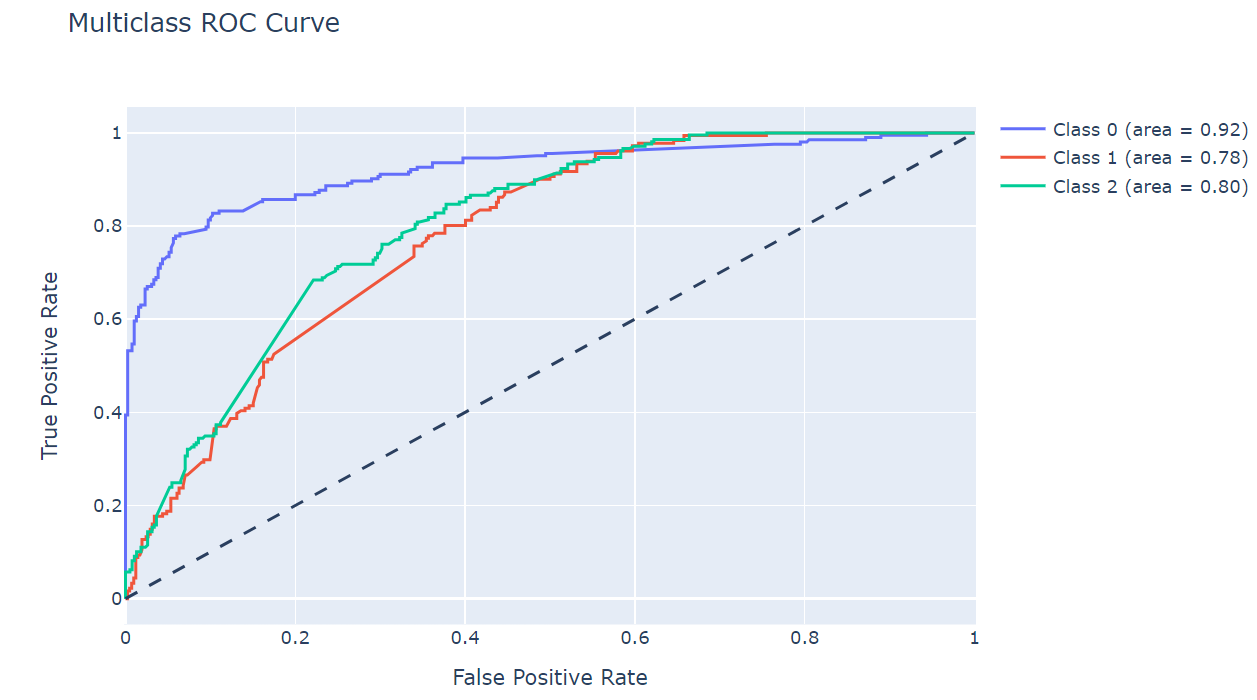 Multiclass ROC Curve
Class 0 (area = 0.92)
Class 1 (area = 0.78)
Class 2 (area = 0.80)
True Positive Rate
1
0.8
0.6
0.4
0.2
0
0 0.2 0.4 0.6 0.8 1
False Positive Rate